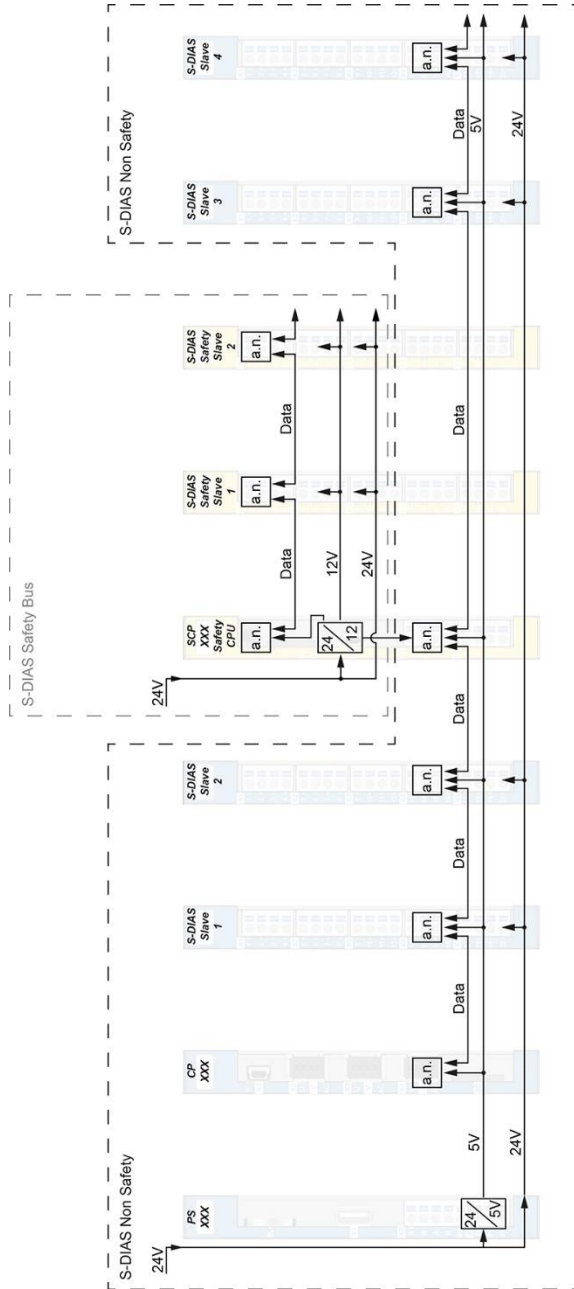 S-DIAS Safety Bus
S-DIAS Non Safety
S-DIAS Non Safety
24V
24V
PS
XXX
CP
XXX
S-DIAS
Slave
1
S-DIAS
Slave
2
SCP
XXX
Safety
CPU
S-DIAS
Safety
Slave
1
S-DIAS
Safety
Slave
2
S-DIAS
Slave
3
S-DIAS
Slave
4
a.n.
a.n.
a.n.
Data
Data
24
12
12V
24V
a.n.
a.n.
a.n.
a.n.
a.n.
a.n.
Data
Data
Data
Data
Data
24
5V
5V
5V
24V
24V